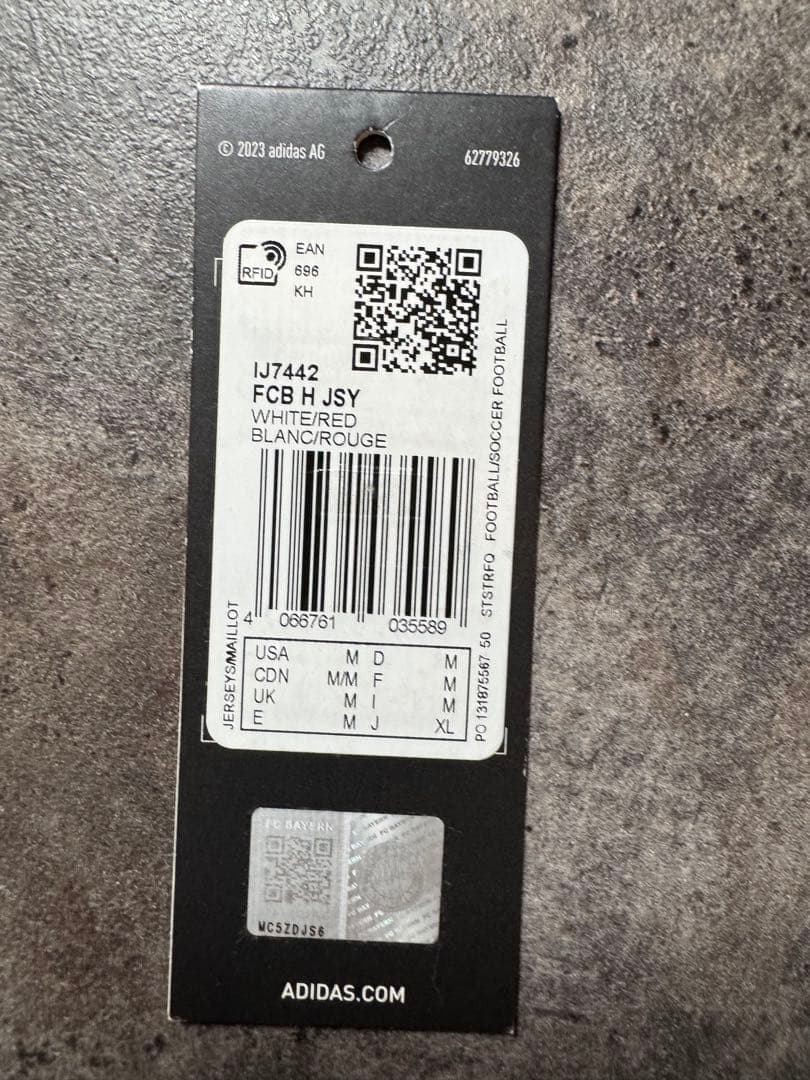 © 2023 adidas AG
62779326
RFID
EAN
696
KH
IJ7442
FCB H JSY
WHITE/RED
BLANC/ROUGE
4 066761 035589
JERSEYS/MAILLOT
PO 131875567 50 STSTRFQ FOOTBALL/SOCCER FOOTBALL
USA M D M
CDN M/M F M
UK M I M
E M J XL
FC BAYERN
MC5ZDJS6
ADIDAS.COM